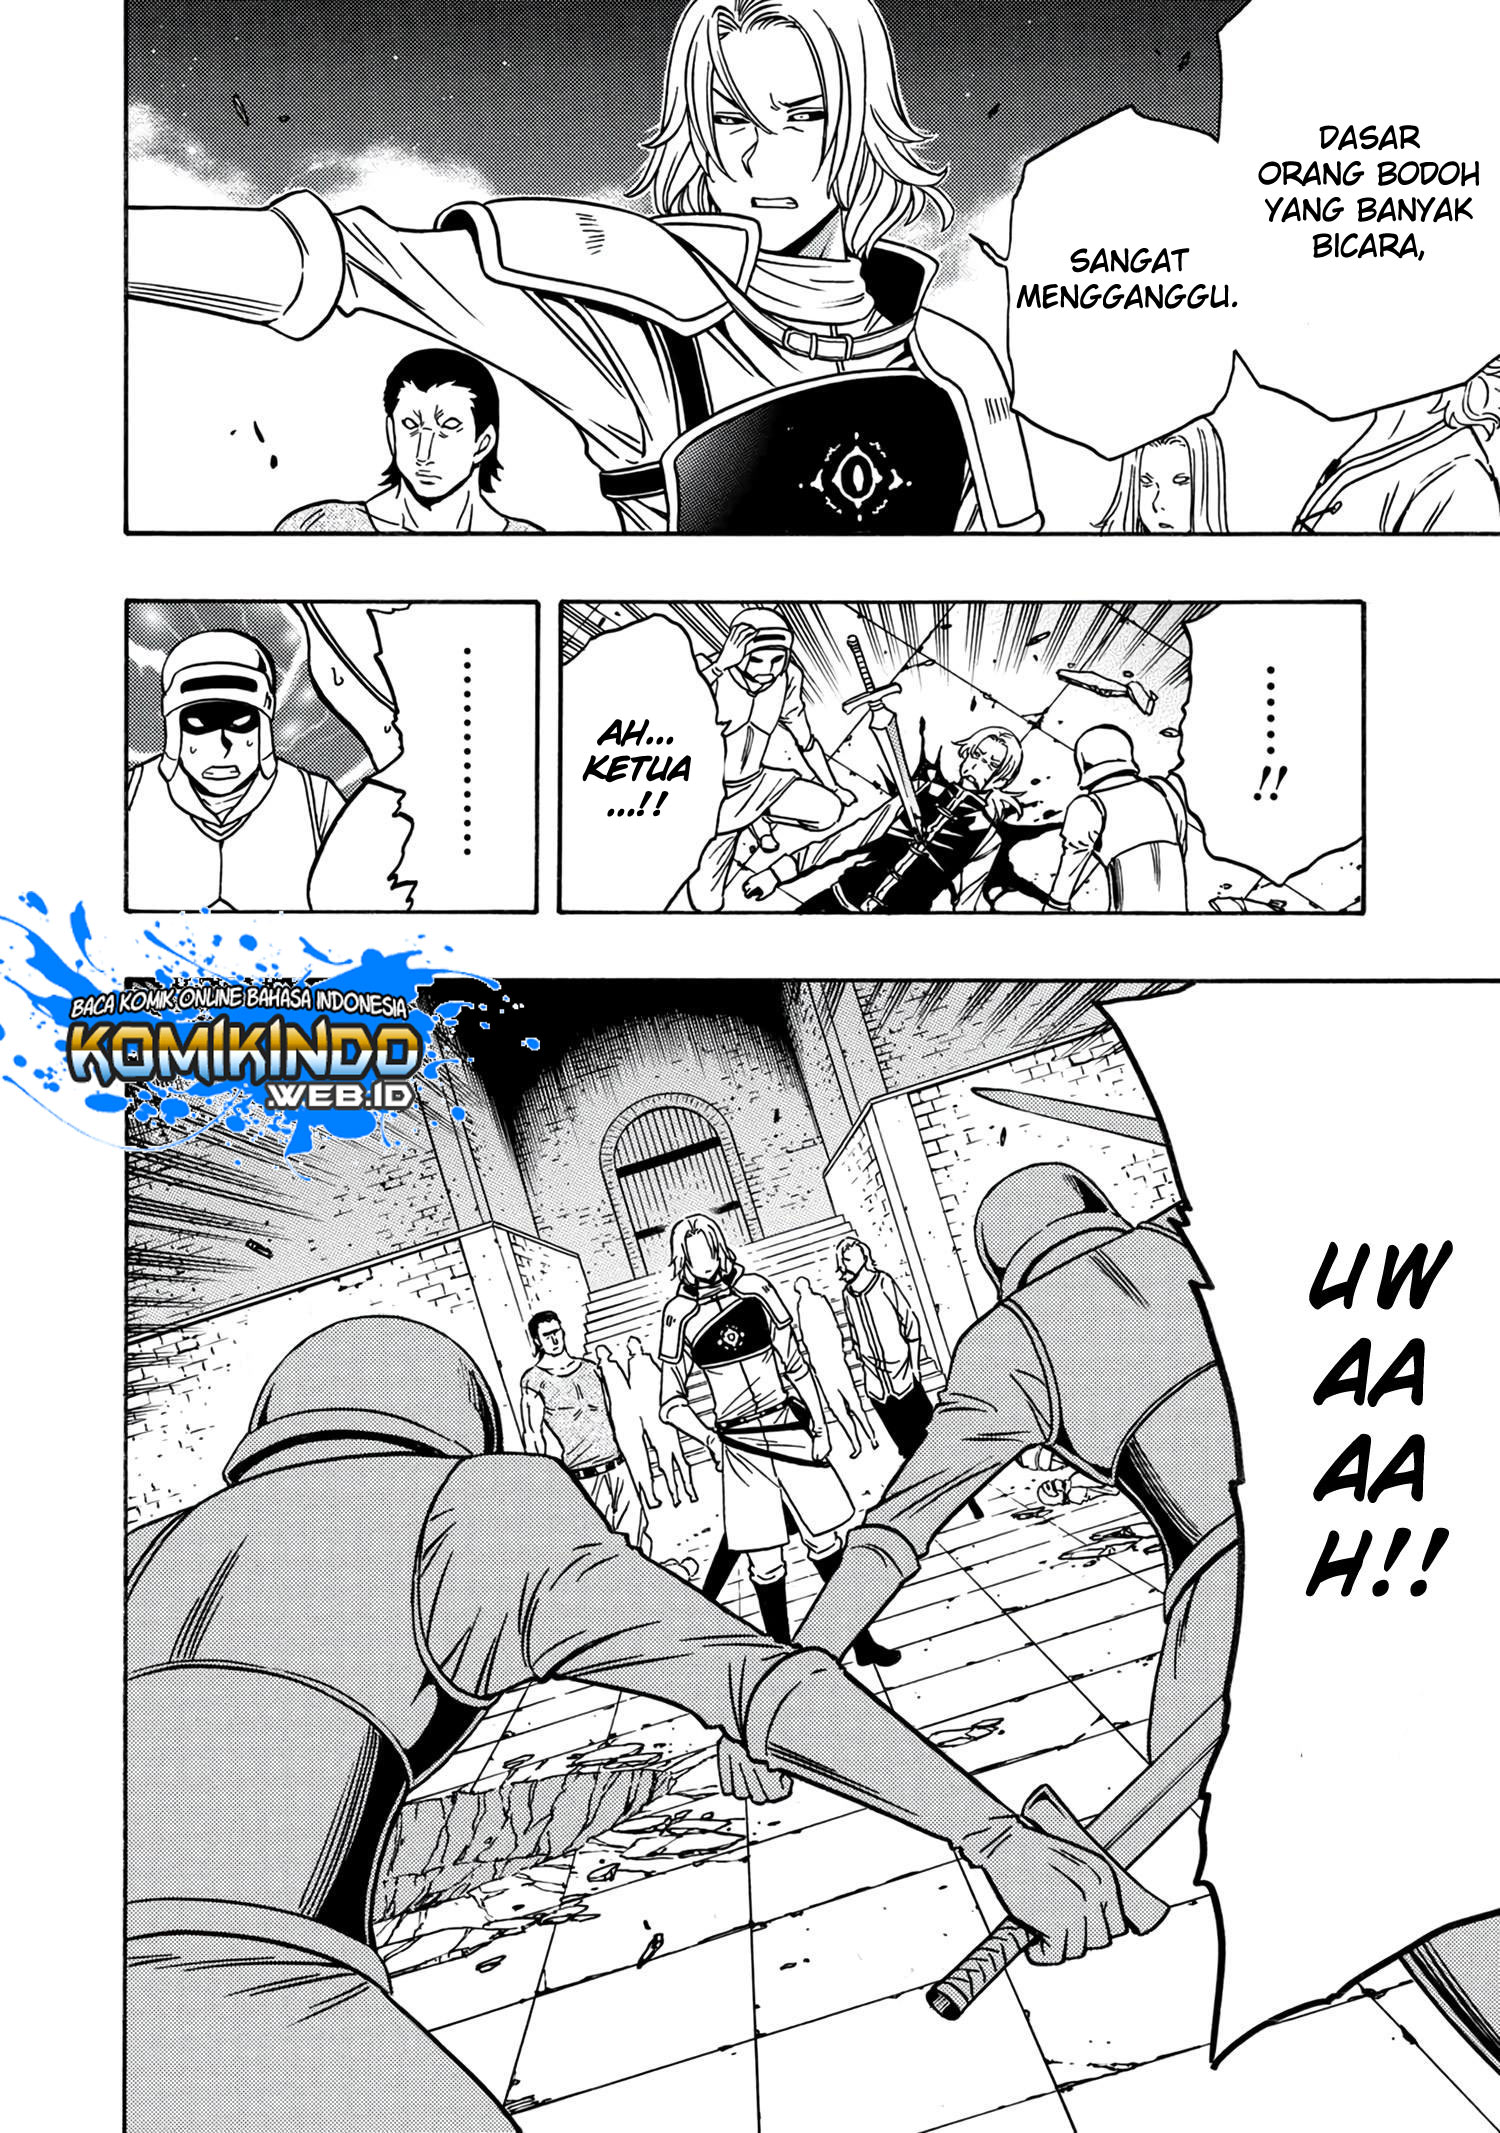 DASAR
ORANG BODOH
YANG BANYAK
BICARA,
SANGAT
MENGGANGGU.
......!!
AH...
KETUA
...!!
............
BACA KOMIK ONLINE BAHASA INDONESIA
KOMIKINDO
.WEB.ID
UW
AA
AA
H!!